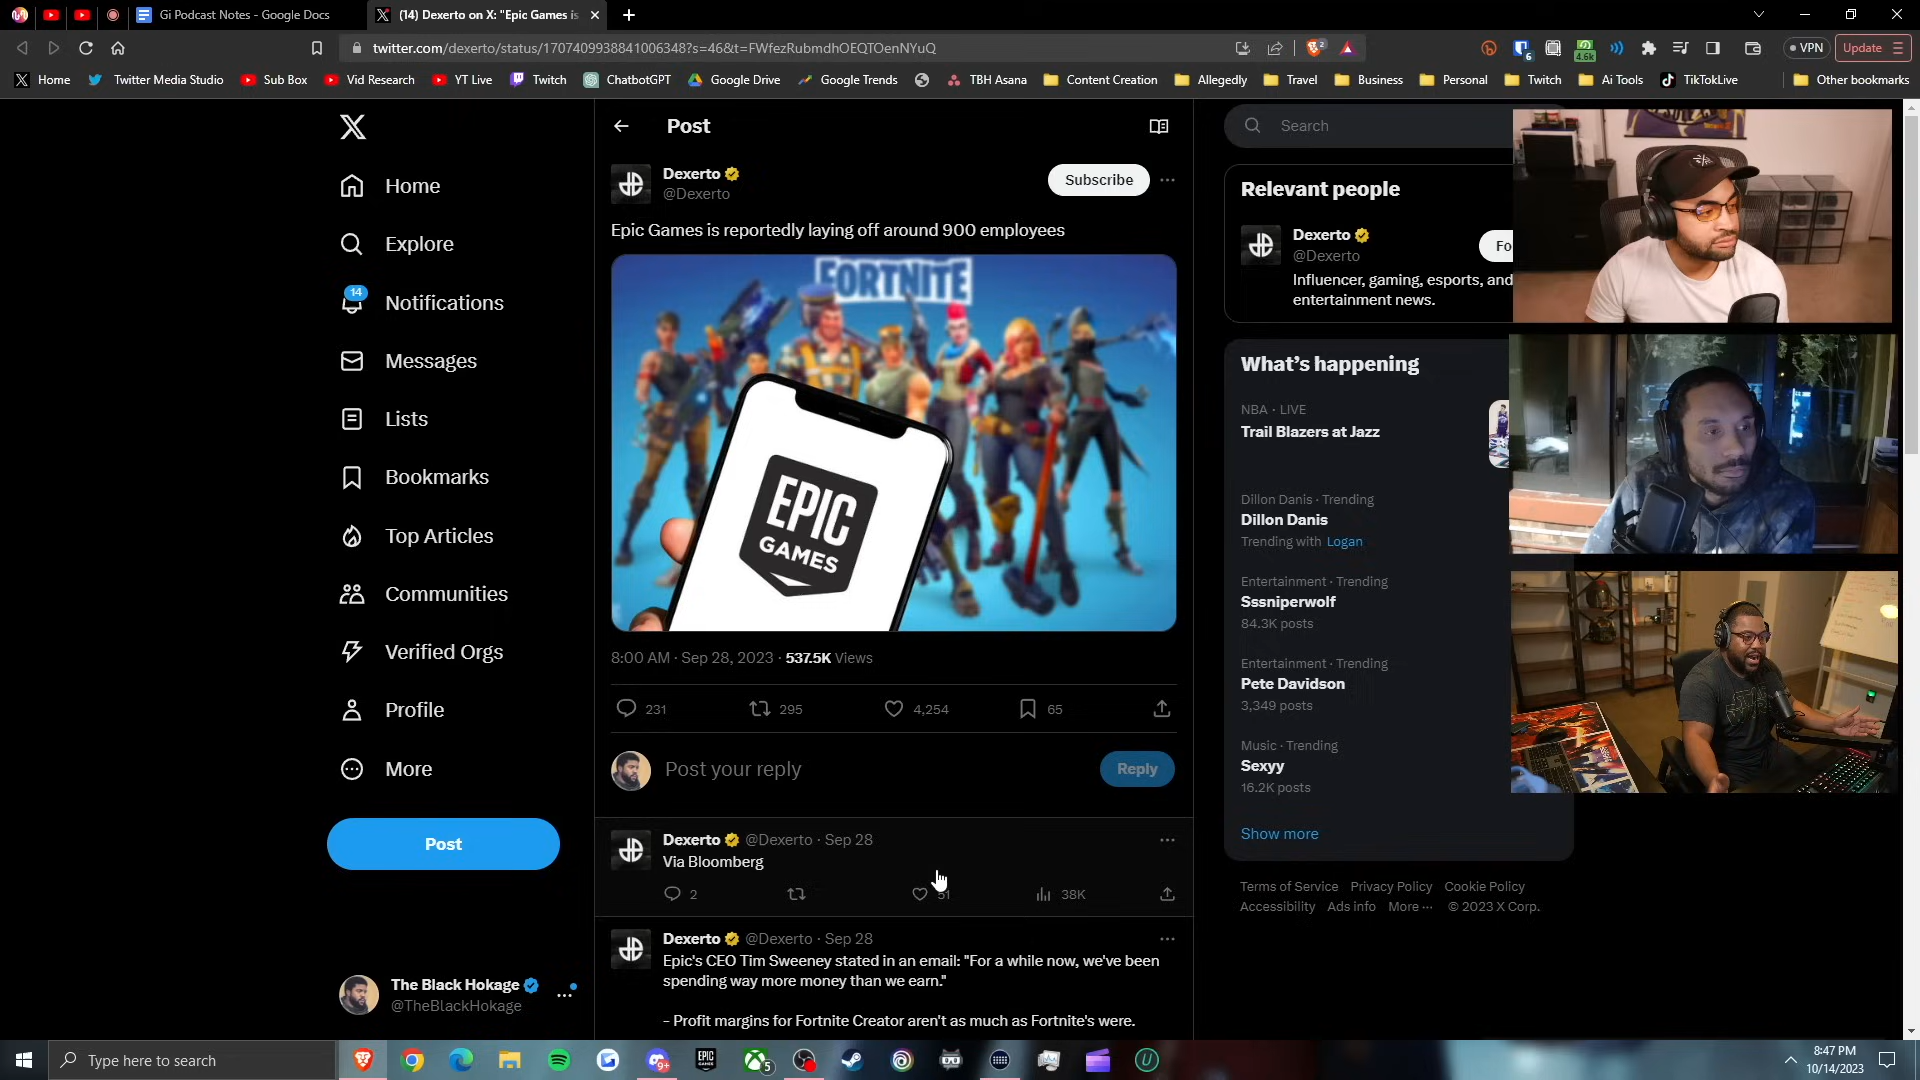 Gi Podcast Notes - Google Docs
(14) Dexerto on X: "Epic Games is
twitter.com/dexerto/status/1707409938841006348?s=46&t=FWfezRubmdhOEQTOenNYuQ
2
6
4.6k
VPN
Update
Home
Twitter Media Studio
Sub Box
Vid Research
YT Live
Twitch
ChatbotGPT
Google Drive
Google Trends
TBH Asana
Content Creation
Allegedly
Travel
Business
Personal
Twitch
Ai Tools
TikTokLive
Other bookmarks
Home
Explore
14
Notifications
Messages
Lists
Bookmarks
Top Articles
Communities
Verified Orgs
Profile
More
Post
The Black Hokage
@TheBlackHokage
Post
Dexerto
@Dexerto
Subscribe
Epic Games is reportedly laying off around 900 employees
FORTNITE
EPIC
GAMES
8:00 AM · Sep 28, 2023 · 537.5K Views
231
295
4,254
65
Post your reply
Reply
Dexerto @Dexerto · Sep 28
Via Bloomberg
2
51
38K
Dexerto @Dexerto · Sep 28
Epic's CEO Tim Sweeney stated in an email: "For a while now, we've been
spending way more money than we earn."
- Profit margins for Fortnite Creator aren't as much as Fortnite's were.
Search
Relevant people
Dexerto
@Dexerto
Fo
Influencer, gaming, esports, and
entertainment news.
What's happening
NBA · LIVE
Trail Blazers at Jazz
Dillon Danis · Trending
Dillon Danis
Trending with Logan
Entertainment · Trending
Sssniperwolf
84.3K posts
Entertainment · Trending
Pete Davidson
3,349 posts
Music · Trending
Sexyy
16.2K posts
Show more
Terms of Service Privacy Policy Cookie Policy
Accessibility Ads info More ··· © 2023 X Corp.
Type here to search
9+
EPIC
5
8:47 PM
10/14/2023